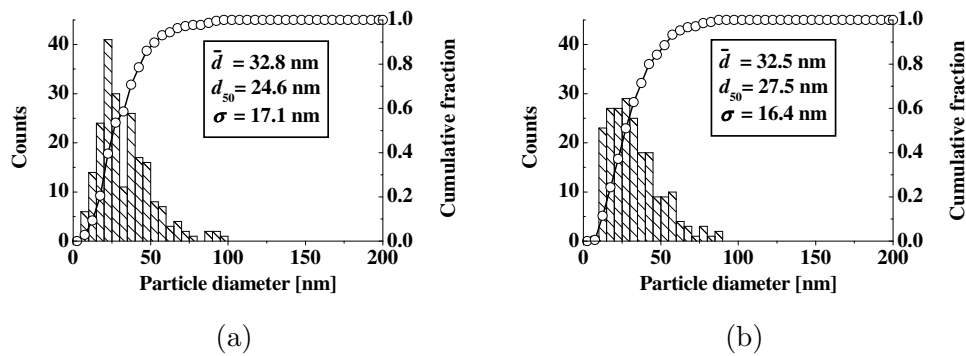 40
30
20
10
0
Counts
d̄ = 32.8 nm
d₅₀= 24.6 nm
σ = 17.1 nm
1.0
0.8
0.6
0.4
0.2
0.0
Cumulative fraction
0 50 100 150 200
Particle diameter [nm]
(a)
40
30
20
10
0
Counts
d̄ = 32.5 nm
d₅₀= 27.5 nm
σ = 16.4 nm
1.0
0.8
0.6
0.4
0.2
0.0
Cumulative fraction
0 50 100 150 200
Particle diameter [nm]
(b)